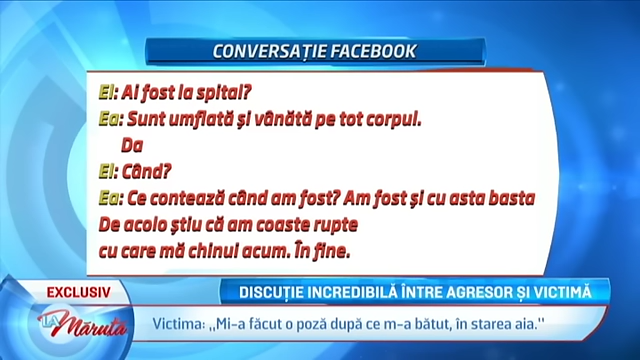 CONVERSAȚIE FACEBOOK
El: Ai fost la spital?
Ea: Sunt umflată și vânătă pe tot corpul.
Da
El: Când?
Ea: Ce contează când am fost? Am fost și cu asta basta
De acolo știu că am coaste rupte
cu care mă chinui acum. În fine.
EXCLUSIV
DISCUȚIE INCREDIBILĂ ÎNTRE AGRESOR ȘI VICTIMĂ
LA
Măruță
Victima: ,,Mi-a făcut o poză după ce m-a bătut, în starea aia."